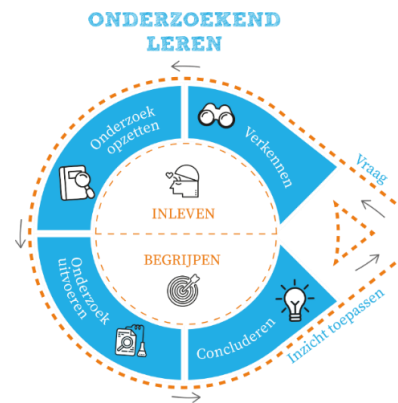 ONDERZOEKEND
LEREN
Vraag
Verkennen
Onderzoek
opzetten
INLEVEN
BEGRIJPEN
Onderzoek
uitvoeren
Concluderen
Inzicht toepassen